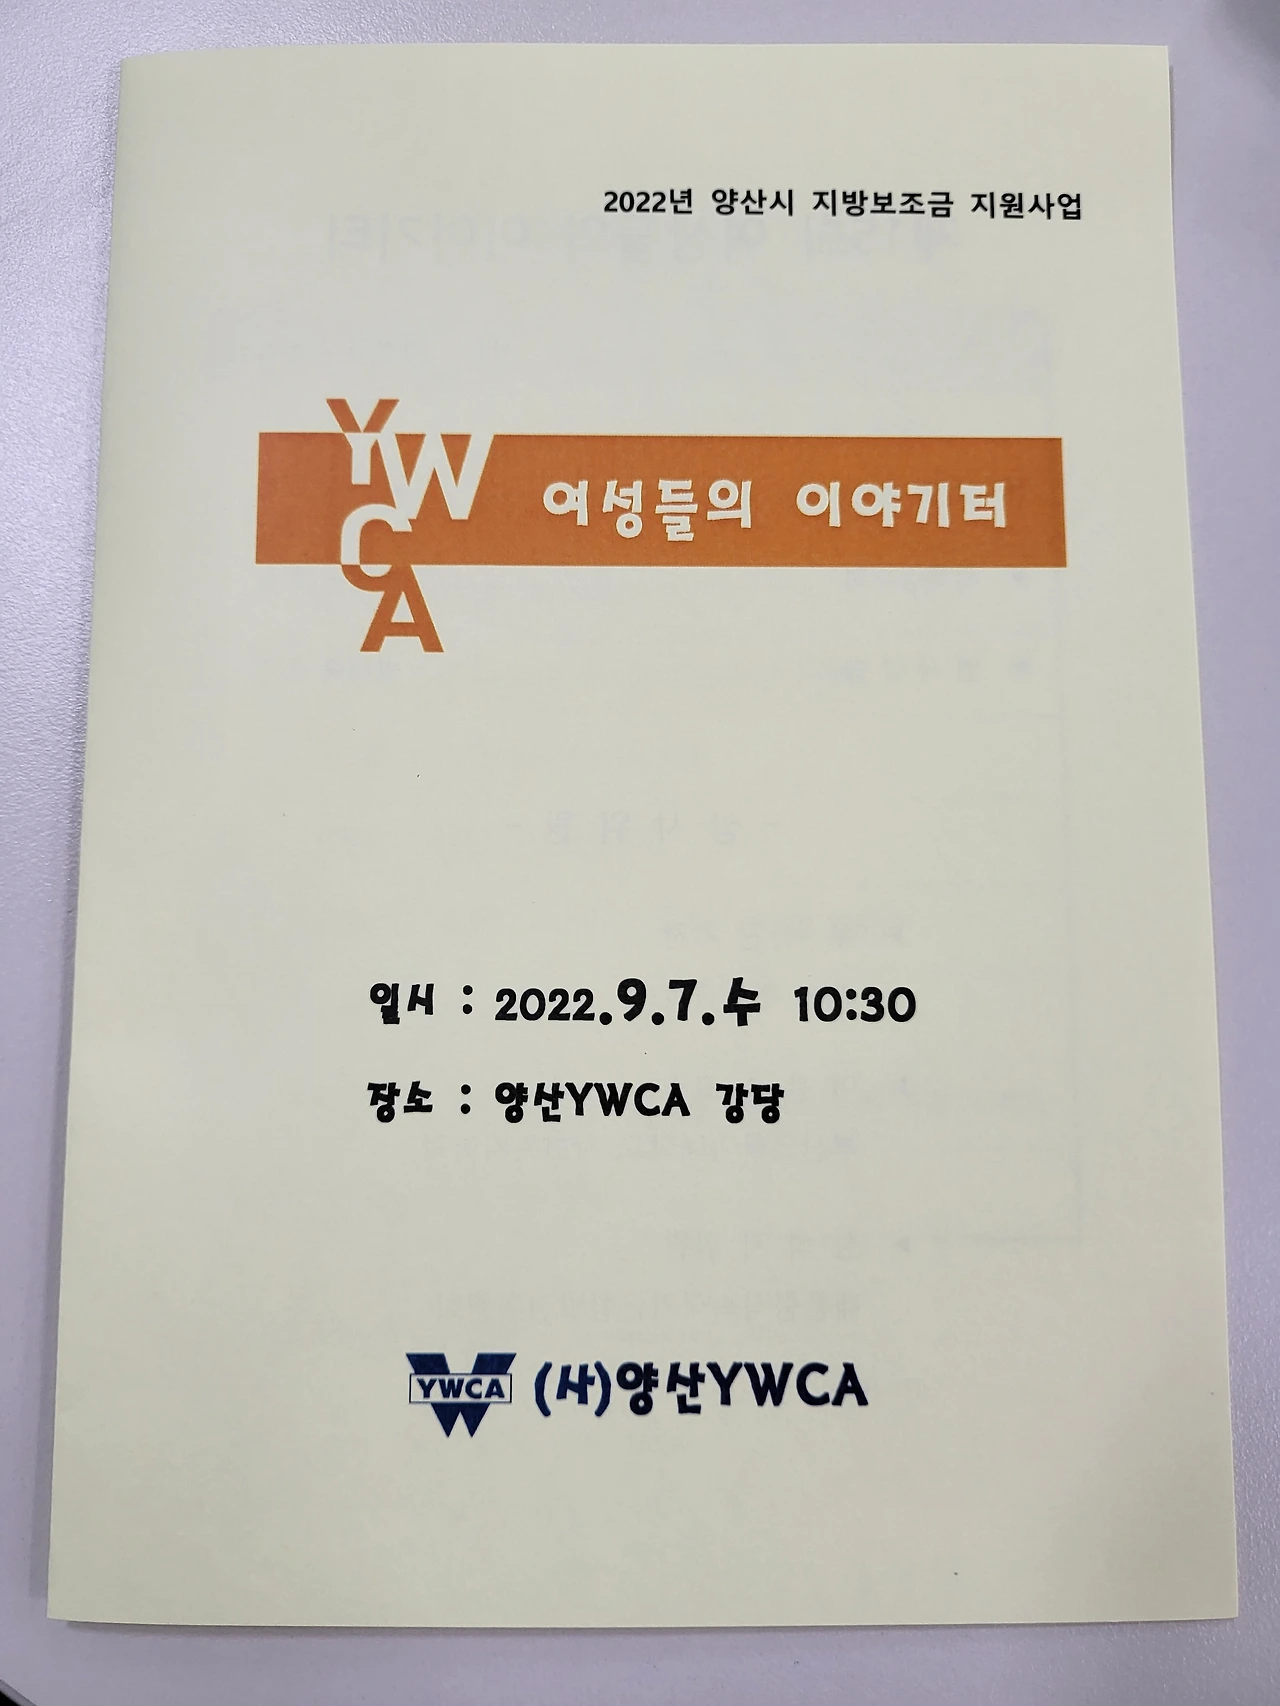 2022년 양산시 지방보조금 지원사업
YWCA
여성들의 이야기터
일시 : 2022.9.7.수 10:30
장소 : 양산YWCA 강당
YWCA (사)양산YWCA